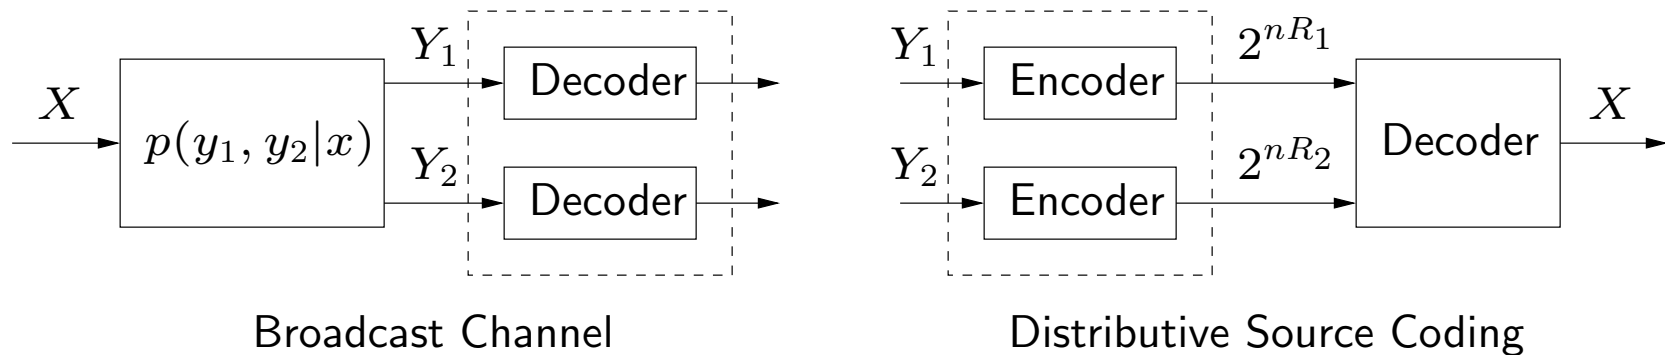 X
p(y₁, y₂|x)
Y₁
Decoder
Y₂
Decoder
Broadcast Channel
Y₁
Encoder
2^{nR₁}
Y₂
Encoder
2^{nR₂}
Decoder
X
Distributive Source Coding